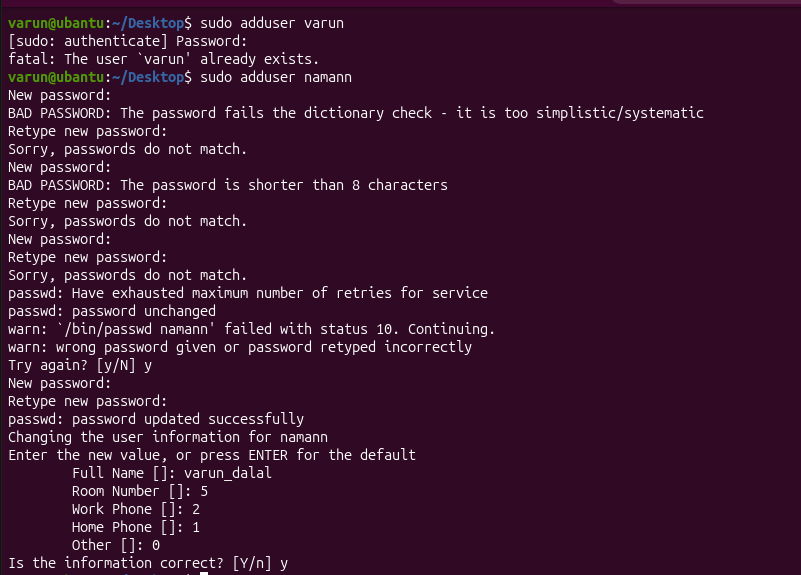 varun@ubantu:~/Desktop$ sudo adduser varun
[sudo: authenticate] Password:
fatal: The user `varun' already exists.
varun@ubantu:~/Desktop$ sudo adduser namann
New password:
BAD PASSWORD: The password fails the dictionary check - it is too simplistic/systematic
Retype new password:
Sorry, passwords do not match.
New password:
BAD PASSWORD: The password is shorter than 8 characters
Retype new password:
Sorry, passwords do not match.
New password:
Retype new password:
Sorry, passwords do not match.
passwd: Have exhausted maximum number of retries for service
passwd: password unchanged
warn: `/bin/passwd namann' failed with status 10. Continuing.
warn: wrong password given or password retyped incorrectly
Try again? [y/N] y
New password:
Retype new password:
passwd: password updated successfully
Changing the user information for namann
Enter the new value, or press ENTER for the default
Full Name []: varun_dalal
Room Number []: 5
Work Phone []: 2
Home Phone []: 1
Other []: 0
Is the information correct? [Y/n] y